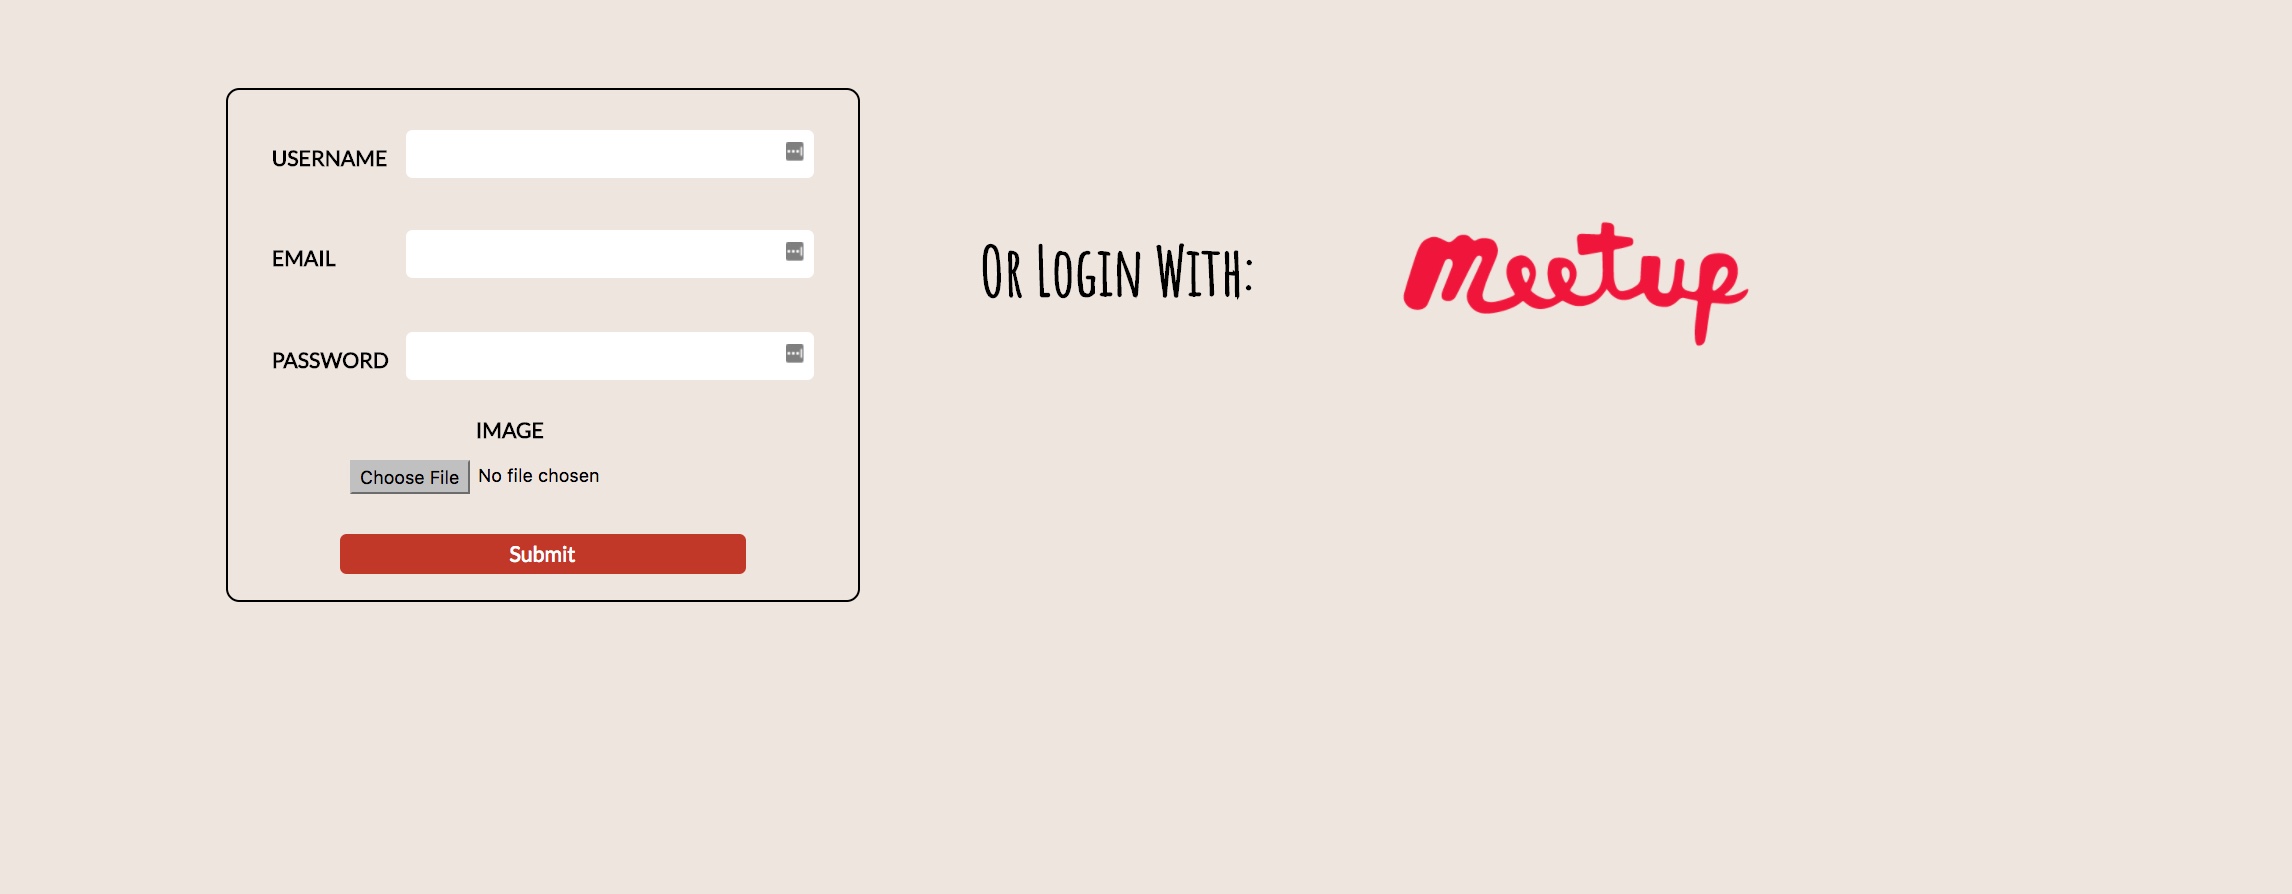 USERNAME
EMAIL
PASSWORD
IMAGE
Choose File No file chosen
Submit
Or Login With:
meetup